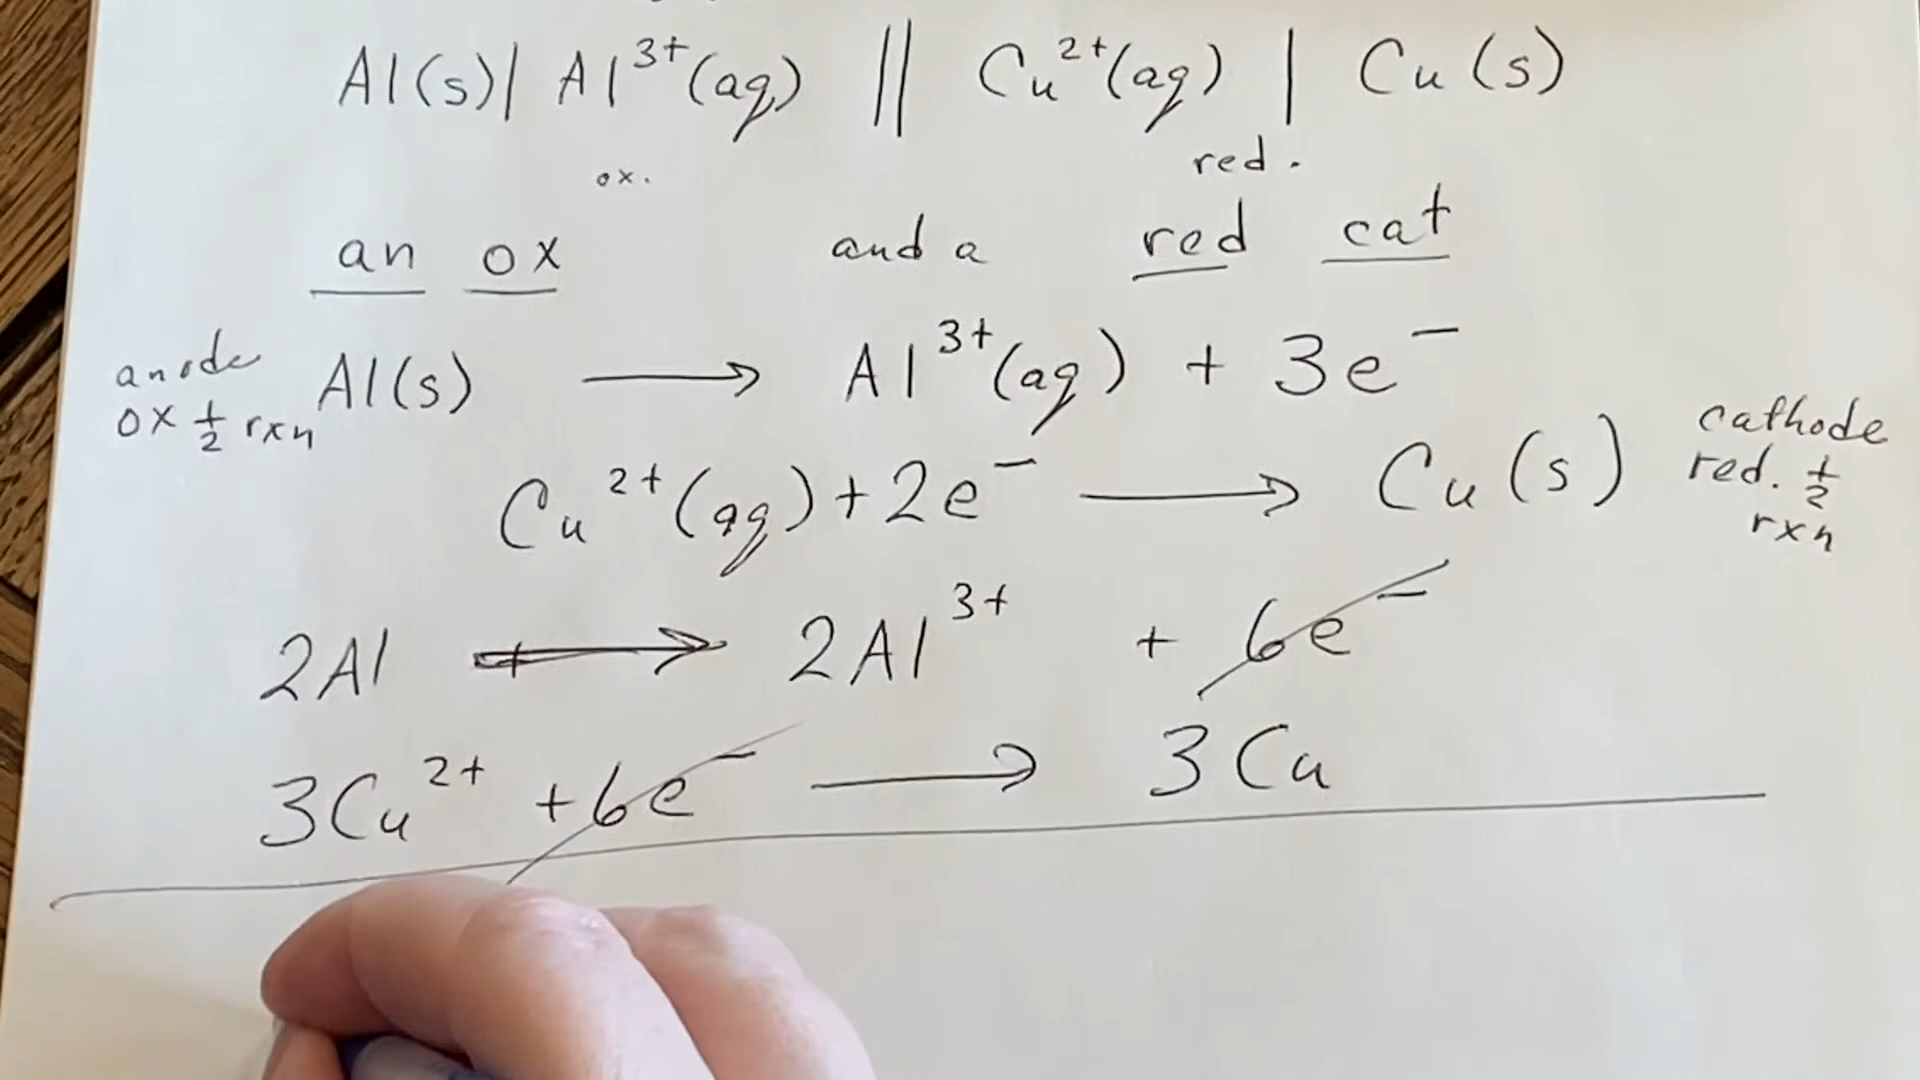 Al(s) | Al³⁺(aq) || Cu²⁺(aq) | Cu(s)
ox. red.
an ox and a red cat
anode
ox ½ rxn
Al(s) ⟶ Al³⁺(aq) + 3e⁻
Cu²⁺(aq) + 2e⁻ ⟶ Cu(s)
cathode
red. ½
rxn
2Al ⟶ 2Al³⁺ + 6e⁻
3Cu²⁺ + 6e⁻ ⟶ 3Cu